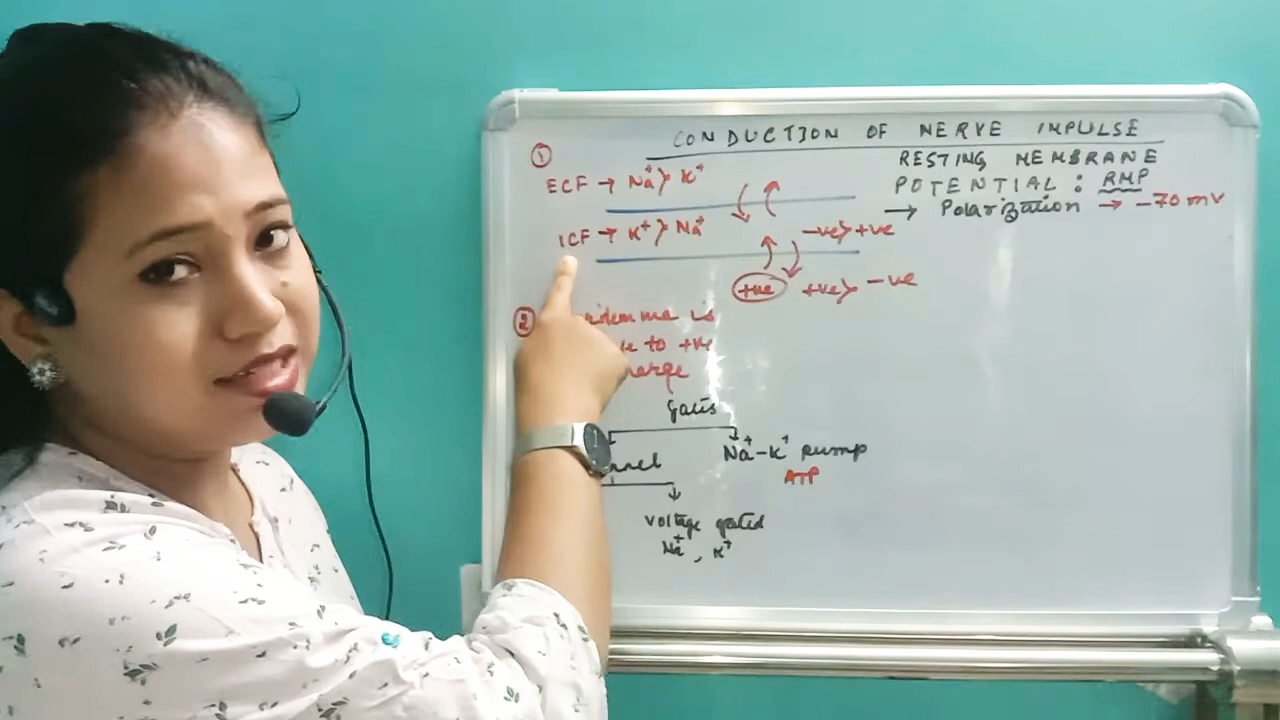 CONDUCTION OF NERVE IMPULSE
①
ECF → Na⁺ > K⁺
ICF → K⁺ > Na⁺
-ve > +ve
+ve +ve > -ve
RESTING MEMBRANE
POTENTIAL : RMP
→ Polarization → -70 mv
②
is
to +ve
Gates
Na⁺-K⁺ pump
ATP
voltage gated
Na⁺, K⁺